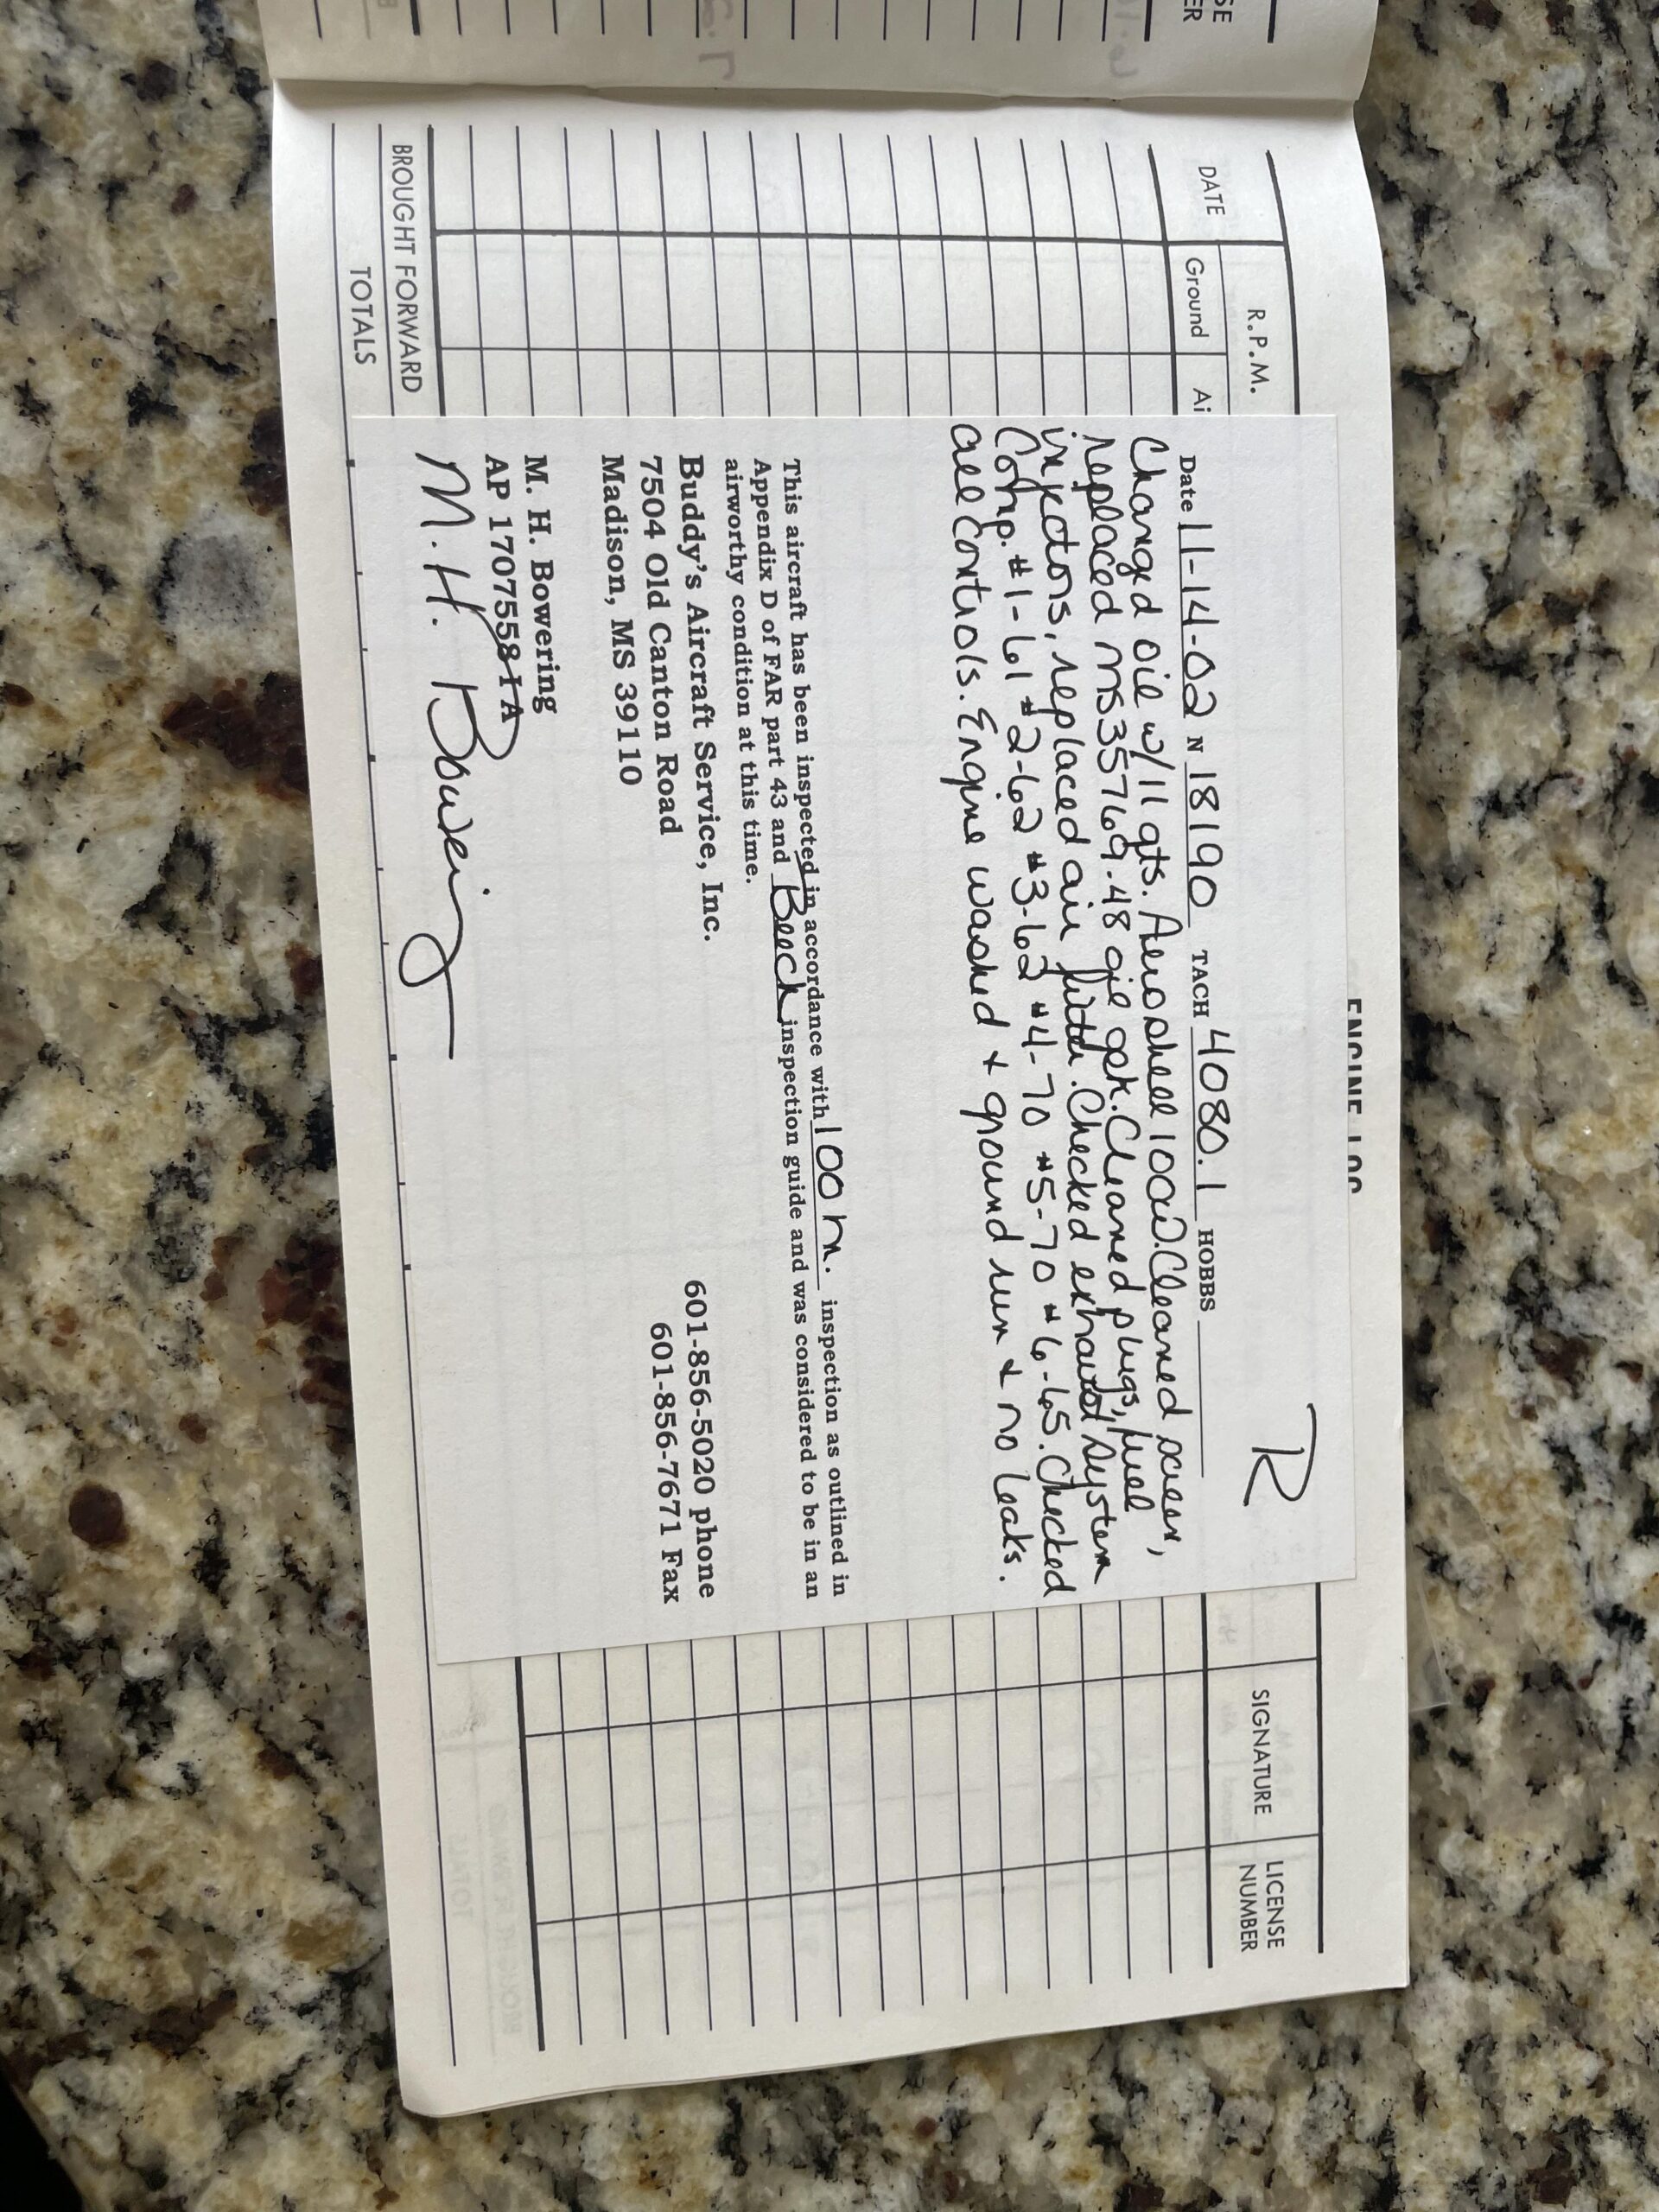 ENGINE LOG
R.P.M.
DATE
Ground
Ai
SIGNATURE
LICENSE
NUMBER
R
Date 11-14-02 N 18190 TACH 4080.1 HOBBS
Changed oil w/11 qts. Aeroshell 100W. Cleaned screen,
replaced MS35769.48 oil gsk. Cleaned plugs, fuel
injectors, replaced air filter. Checked exhaust system
Comp. #1-61 #2-62 #3-62 #4-70 #5-70 #6-65. Checked
all controls. Engine washed + ground run + no leaks.
This aircraft has been inspected in accordance with 100 hr. inspection as outlined in
Appendix D of FAR part 43 and Beech inspection guide and was considered to be in an
airworthy condition at this time.
Buddy's Aircraft Service, Inc. 601-856-5020 phone
7504 Old Canton Road 601-856-7671 Fax
Madison, MS 39110
M. H. Bowering
AP 1707558 I A
M. H. Bowering
BROUGHT FORWARD
TOTALS